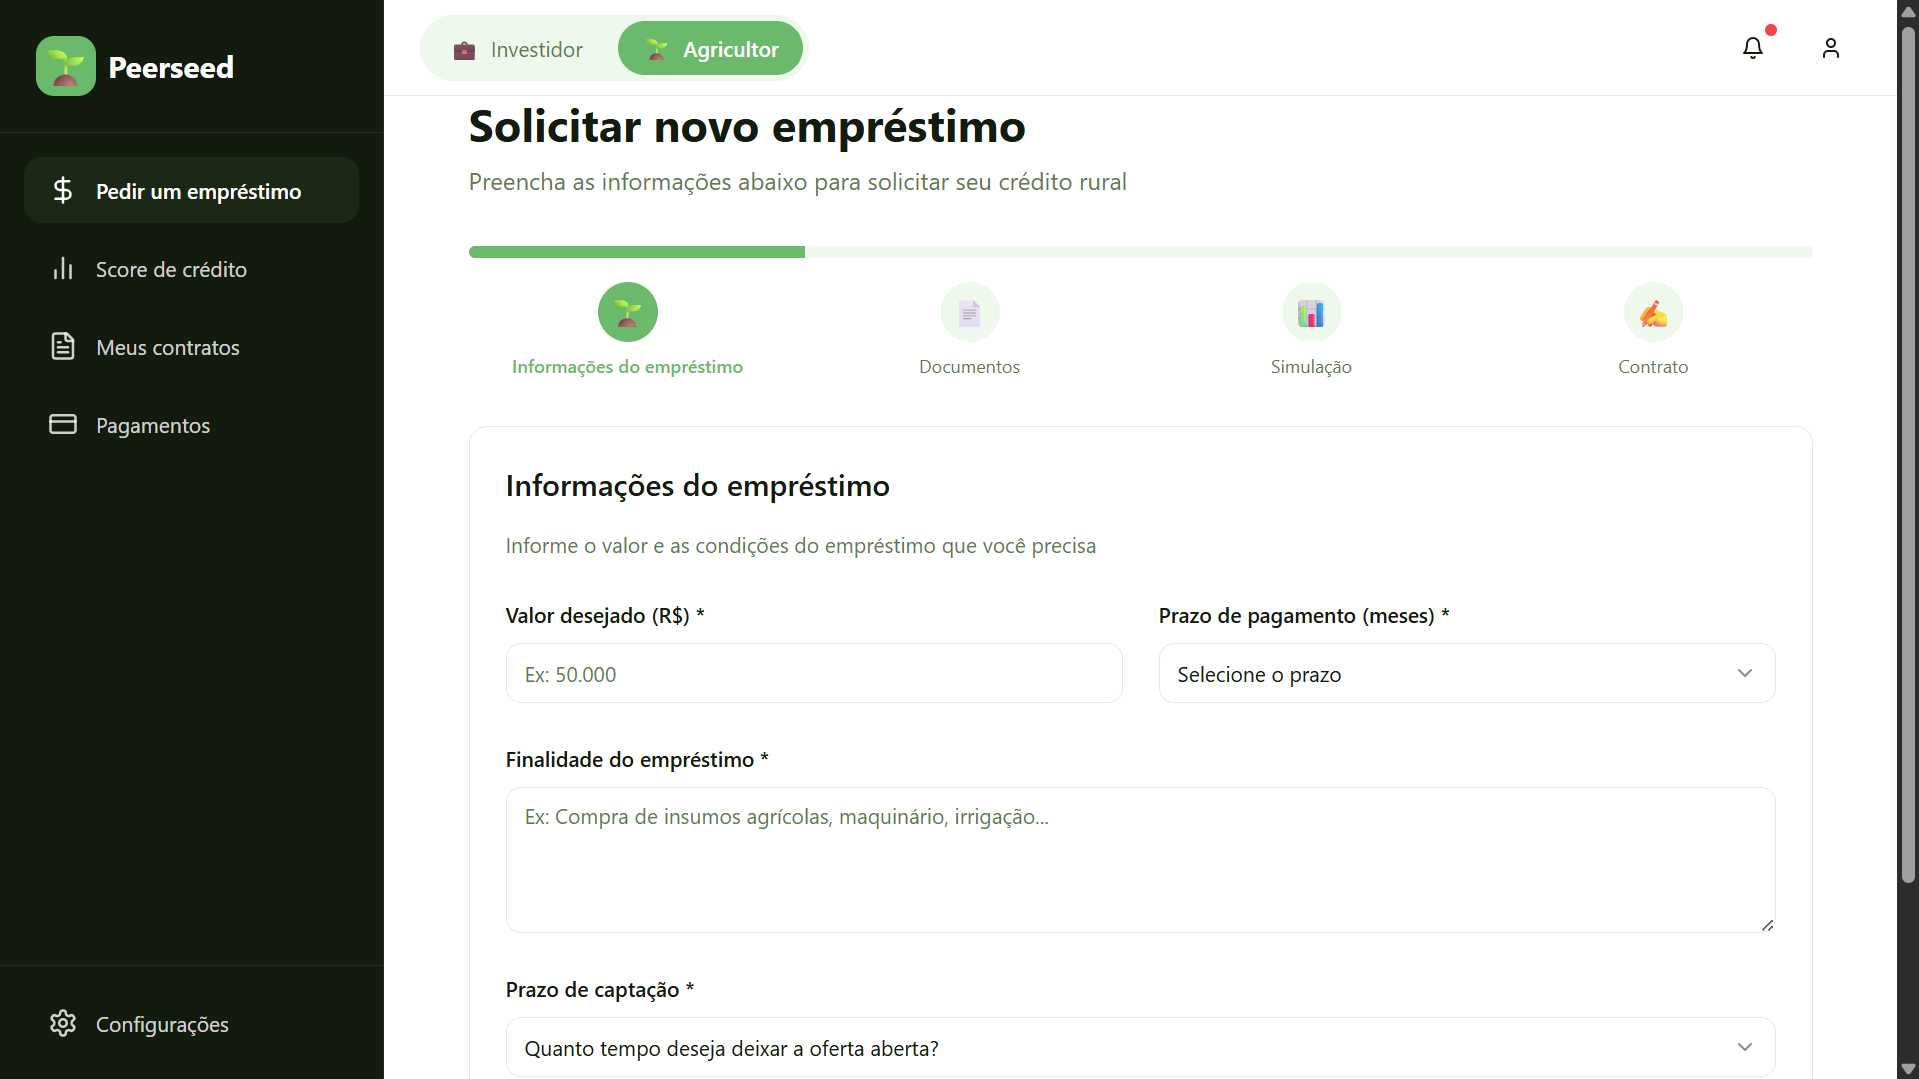 Peerseed
Pedir um empréstimo
Score de crédito
Meus contratos
Pagamentos
Configurações
Investidor
Agricultor
Solicitar novo empréstimo
Preencha as informações abaixo para solicitar seu crédito rural
Informações do empréstimo
Documentos
Simulação
Contrato
Informações do empréstimo
Informe o valor e as condições do empréstimo que você precisa
Valor desejado (R$) *
Ex: 50.000
Prazo de pagamento (meses) *
Selecione o prazo
Finalidade do empréstimo *
Ex: Compra de insumos agrícolas, maquinário, irrigação...
Prazo de captação *
Quanto tempo deseja deixar a oferta aberta?